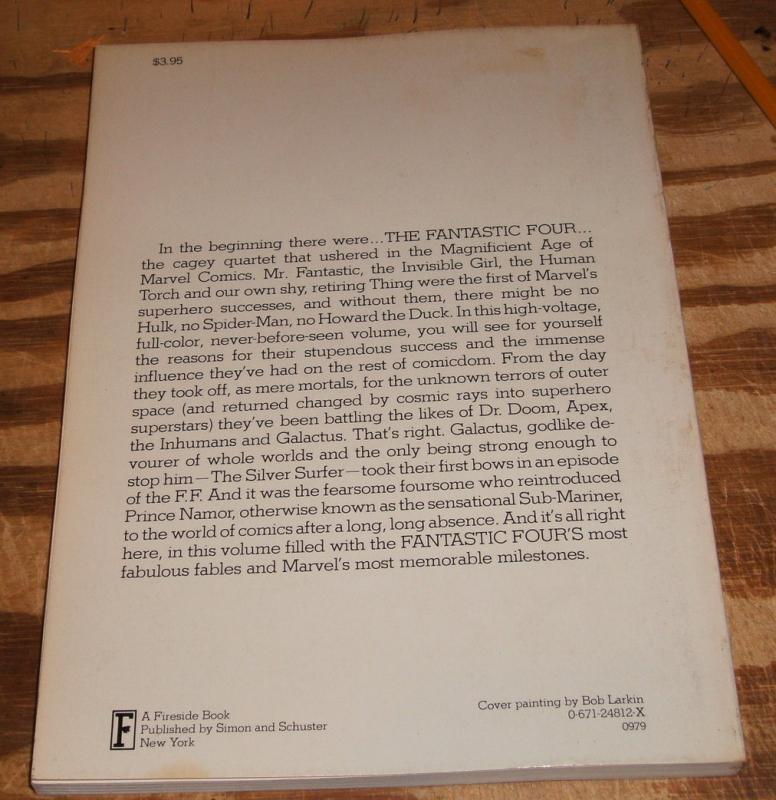 $3.95
In the beginning there were...THE FANTASTIC FOUR...
the cagey quartet that ushered in the Magnificient Age of
Marvel Comics. Mr. Fantastic, the Invisible Girl, the Human
Torch and our own shy, retiring Thing were the first of Marvel's
superhero successes, and without them, there might be no
Hulk, no Spider-Man, no Howard the Duck. In this high-voltage,
full-color, never-before-seen volume, you will see for yourself
the reasons for their stupendous success and the immense
influence they've had on the rest of comicdom. From the day
they took off, as mere mortals, for the unknown terrors of outer
space (and returned changed by cosmic rays into superhero
superstars) they've been battling the likes of Dr. Doom, Apex,
the Inhumans and Galactus. That's right. Galactus, godlike de-
vourer of whole worlds and the only being strong enough to
stop him—The Silver Surfer—took their first bows in an episode
of the F.F. And it was the fearsome foursome who reintroduced
Prince Namor, otherwise known as the sensational Sub-Mariner,
to the world of comics after a long, long absence. And it's all right
here, in this volume filled with the FANTASTIC FOUR'S most
fabulous fables and Marvel's most memorable milestones.
F
A Fireside Book
Published by Simon and Schuster
New York
Cover painting by Bob Larkin
0-671-24812-X
0979